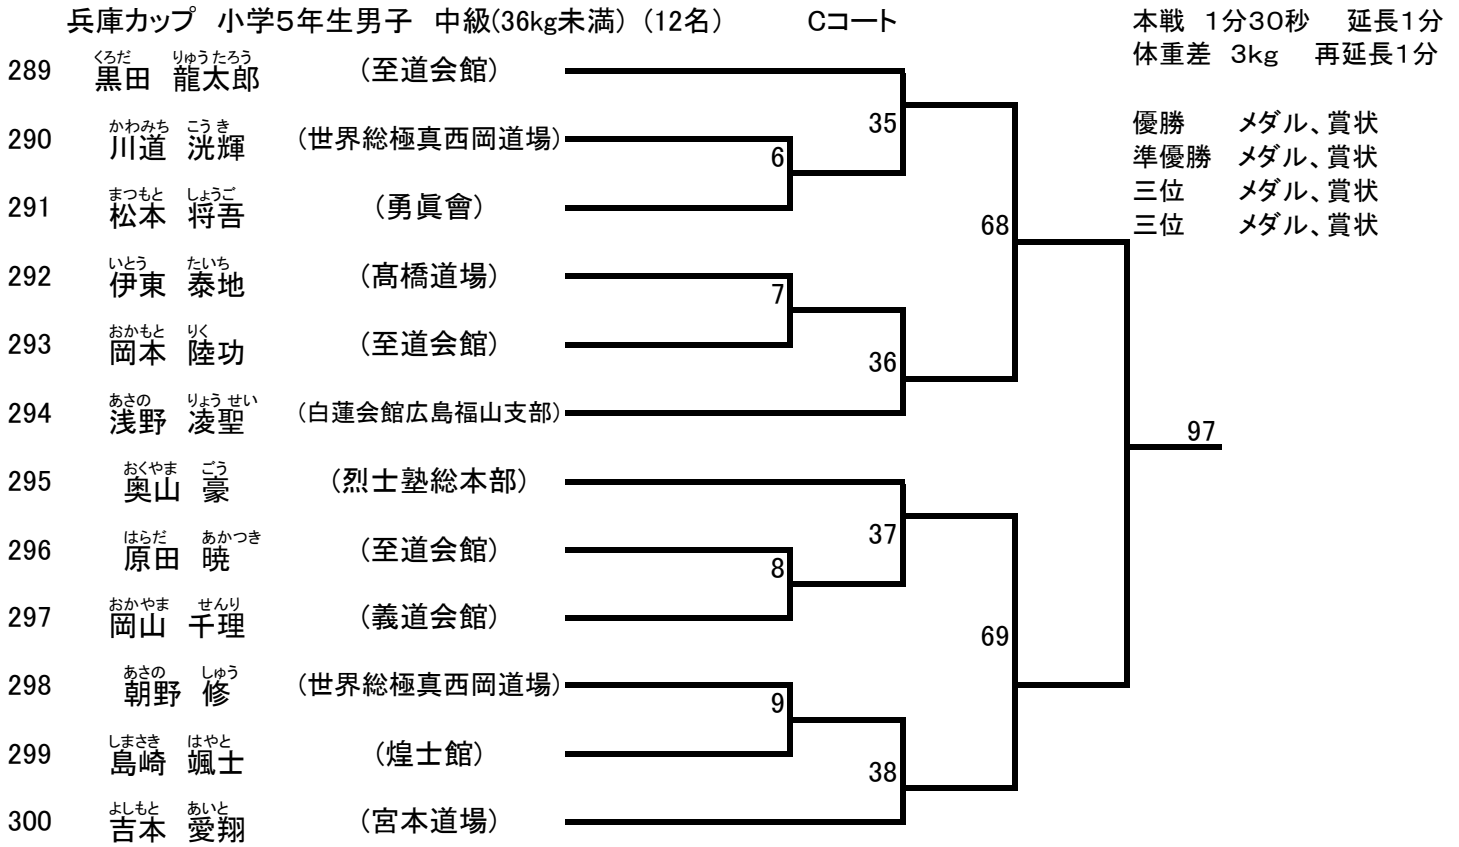 兵庫カップ 小学5年生男子 中級(36kg未満) (12名) Cコート
本戦 1分30秒 延長1分
体重差 3kg 再延長1分
優勝 メダル、賞状
準優勝 メダル、賞状
三位 メダル、賞状
三位 メダル、賞状
くろだ りゅうたろう
289 黒田 龍太郎 (至道会館)
35
かわみち こうき
290 川道 洸輝 (世界総極真西岡道場)
6
まつもと しょうご
291 松本 将吾 (勇眞會)
68
いとう たいち
292 伊東 泰地 (髙橋道場)
7
おかもと りく
293 岡本 陸功 (至道会館)
36
あさの りょうせい
294 浅野 凌聖 (白蓮会館広島福山支部)
97
おくやま ごう
295 奥山 豪 (烈士塾総本部)
37
はらだ あかつき
296 原田 暁 (至道会館)
8
おかやま せんり
297 岡山 千理 (義道会館)
69
あさの しゅう
298 朝野 修 (世界総極真西岡道場)
9
しまさき はやと
299 島崎 颯士 (煌士館)
38
よしもと あいと
300 吉本 愛翔 (宮本道場)